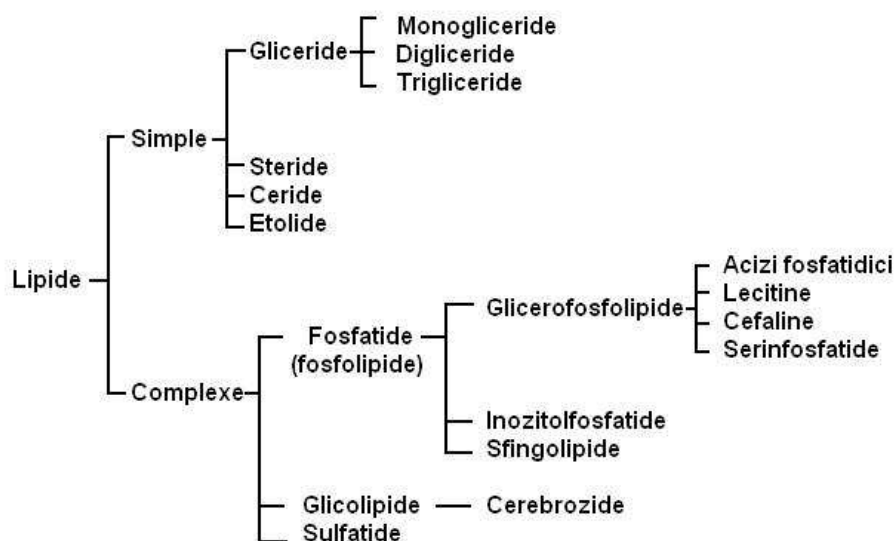 Monogliceride
Gliceride
Digliceride
Trigliceride
Simple
Steride
Ceride
Etolide
Lipide
Acizi fosfatidici
Glicerofosfolipide
Lecitine
Cefaline
Serinfosfatide
Fosfatide
(fosfolipide)
Complexe
Inozitolfosfatide
Sfingolipide
Glicolipide
Cerebrozide
Sulfatide